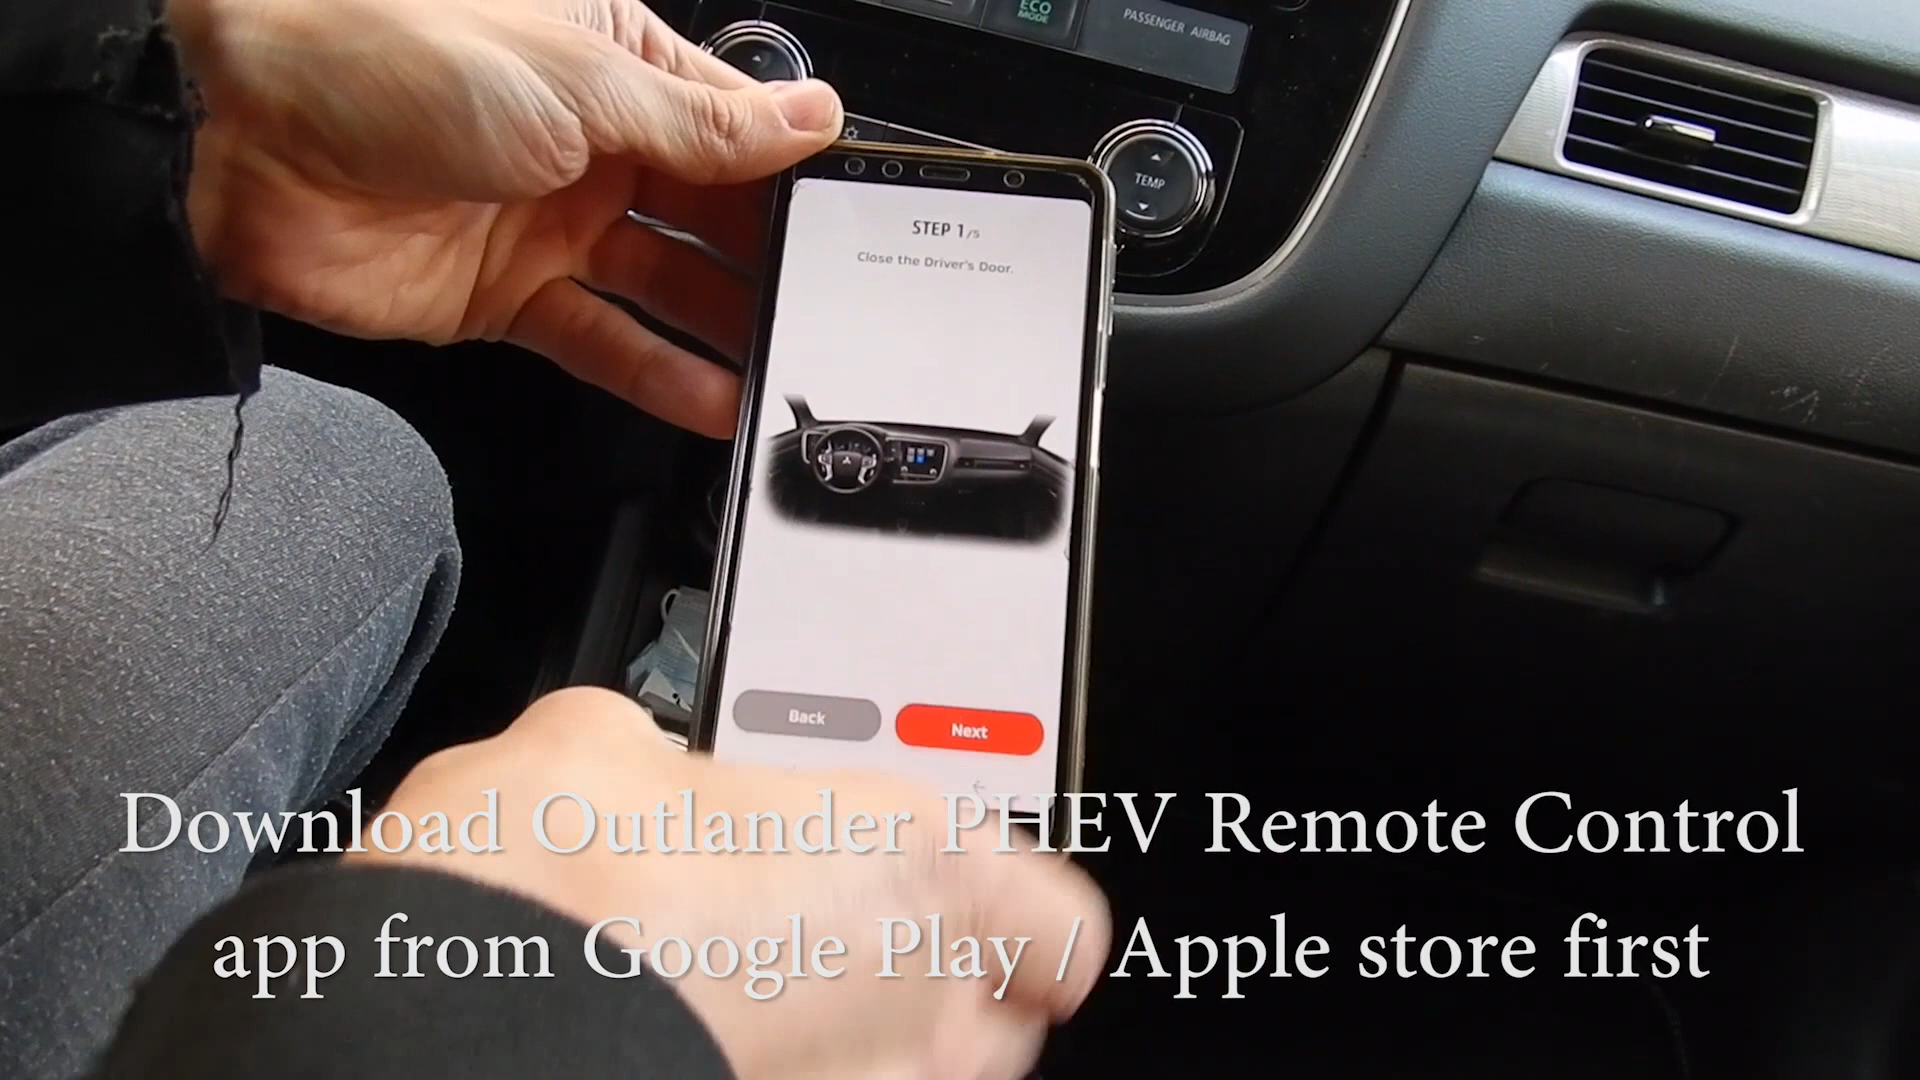 ECO
MODE
PASSENGER AIRBAG
TEMP
STEP 1/5
Close the Driver's Door.
Back
Next
Download Outlander PHEV Remote Control
app from Google Play / Apple store first